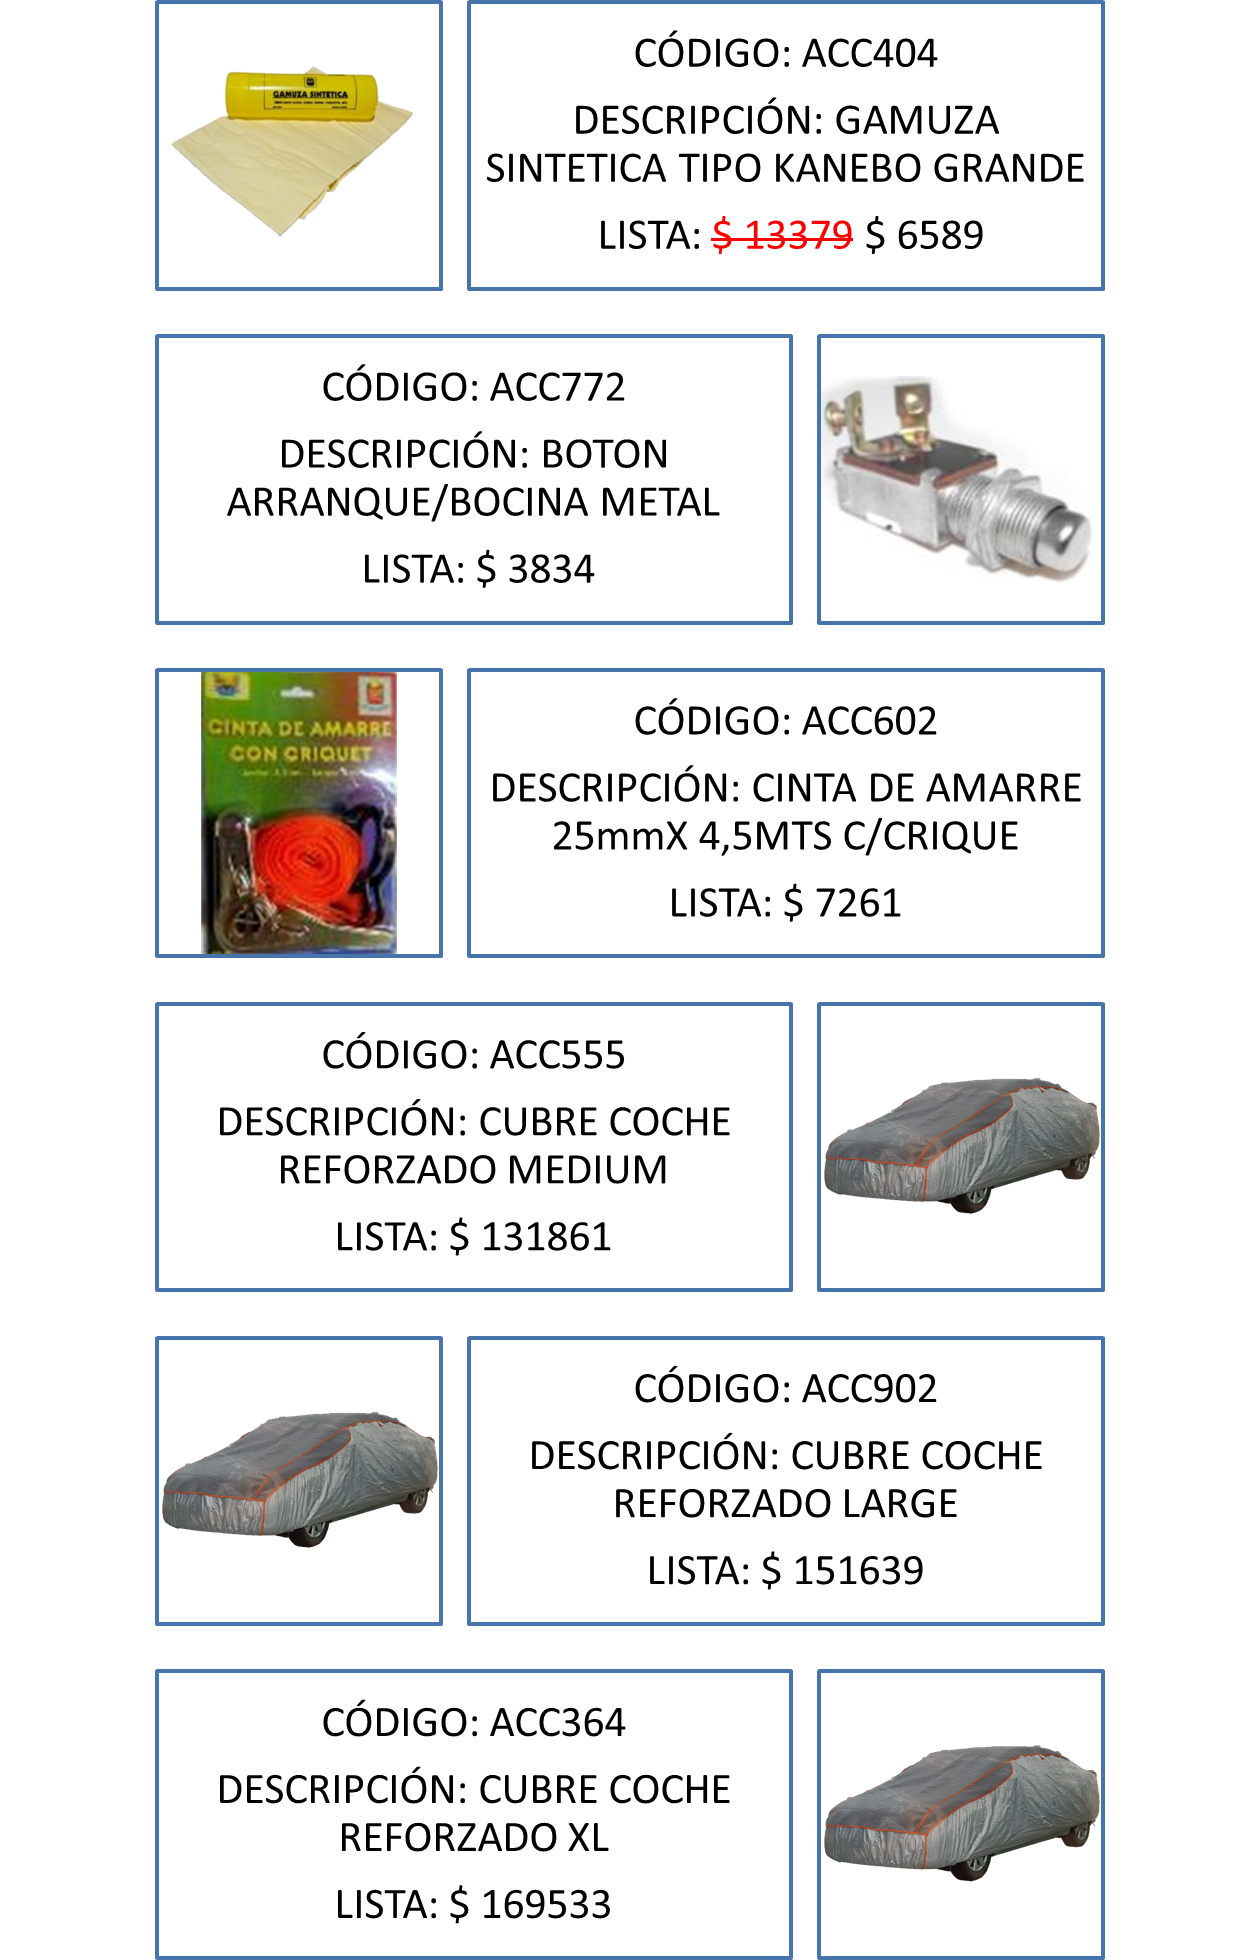 GAMUZA SINTETICA
CÓDIGO: ACC404
DESCRIPCIÓN: GAMUZA
SINTETICA TIPO KANEBO GRANDE
LISTA: $ 13379 $ 6589
CÓDIGO: ACC772
DESCRIPCIÓN: BOTON
ARRANQUE/BOCINA METAL
LISTA: $ 3834
CINTA DE AMARRE
CON CRIQUET
CÓDIGO: ACC602
DESCRIPCIÓN: CINTA DE AMARRE
25mmX 4,5MTS C/CRIQUE
LISTA: $ 7261
CÓDIGO: ACC555
DESCRIPCIÓN: CUBRE COCHE
REFORZADO MEDIUM
LISTA: $ 131861
CÓDIGO: ACC902
DESCRIPCIÓN: CUBRE COCHE
REFORZADO LARGE
LISTA: $ 151639
CÓDIGO: ACC364
DESCRIPCIÓN: CUBRE COCHE
REFORZADO XL
LISTA: $ 169533